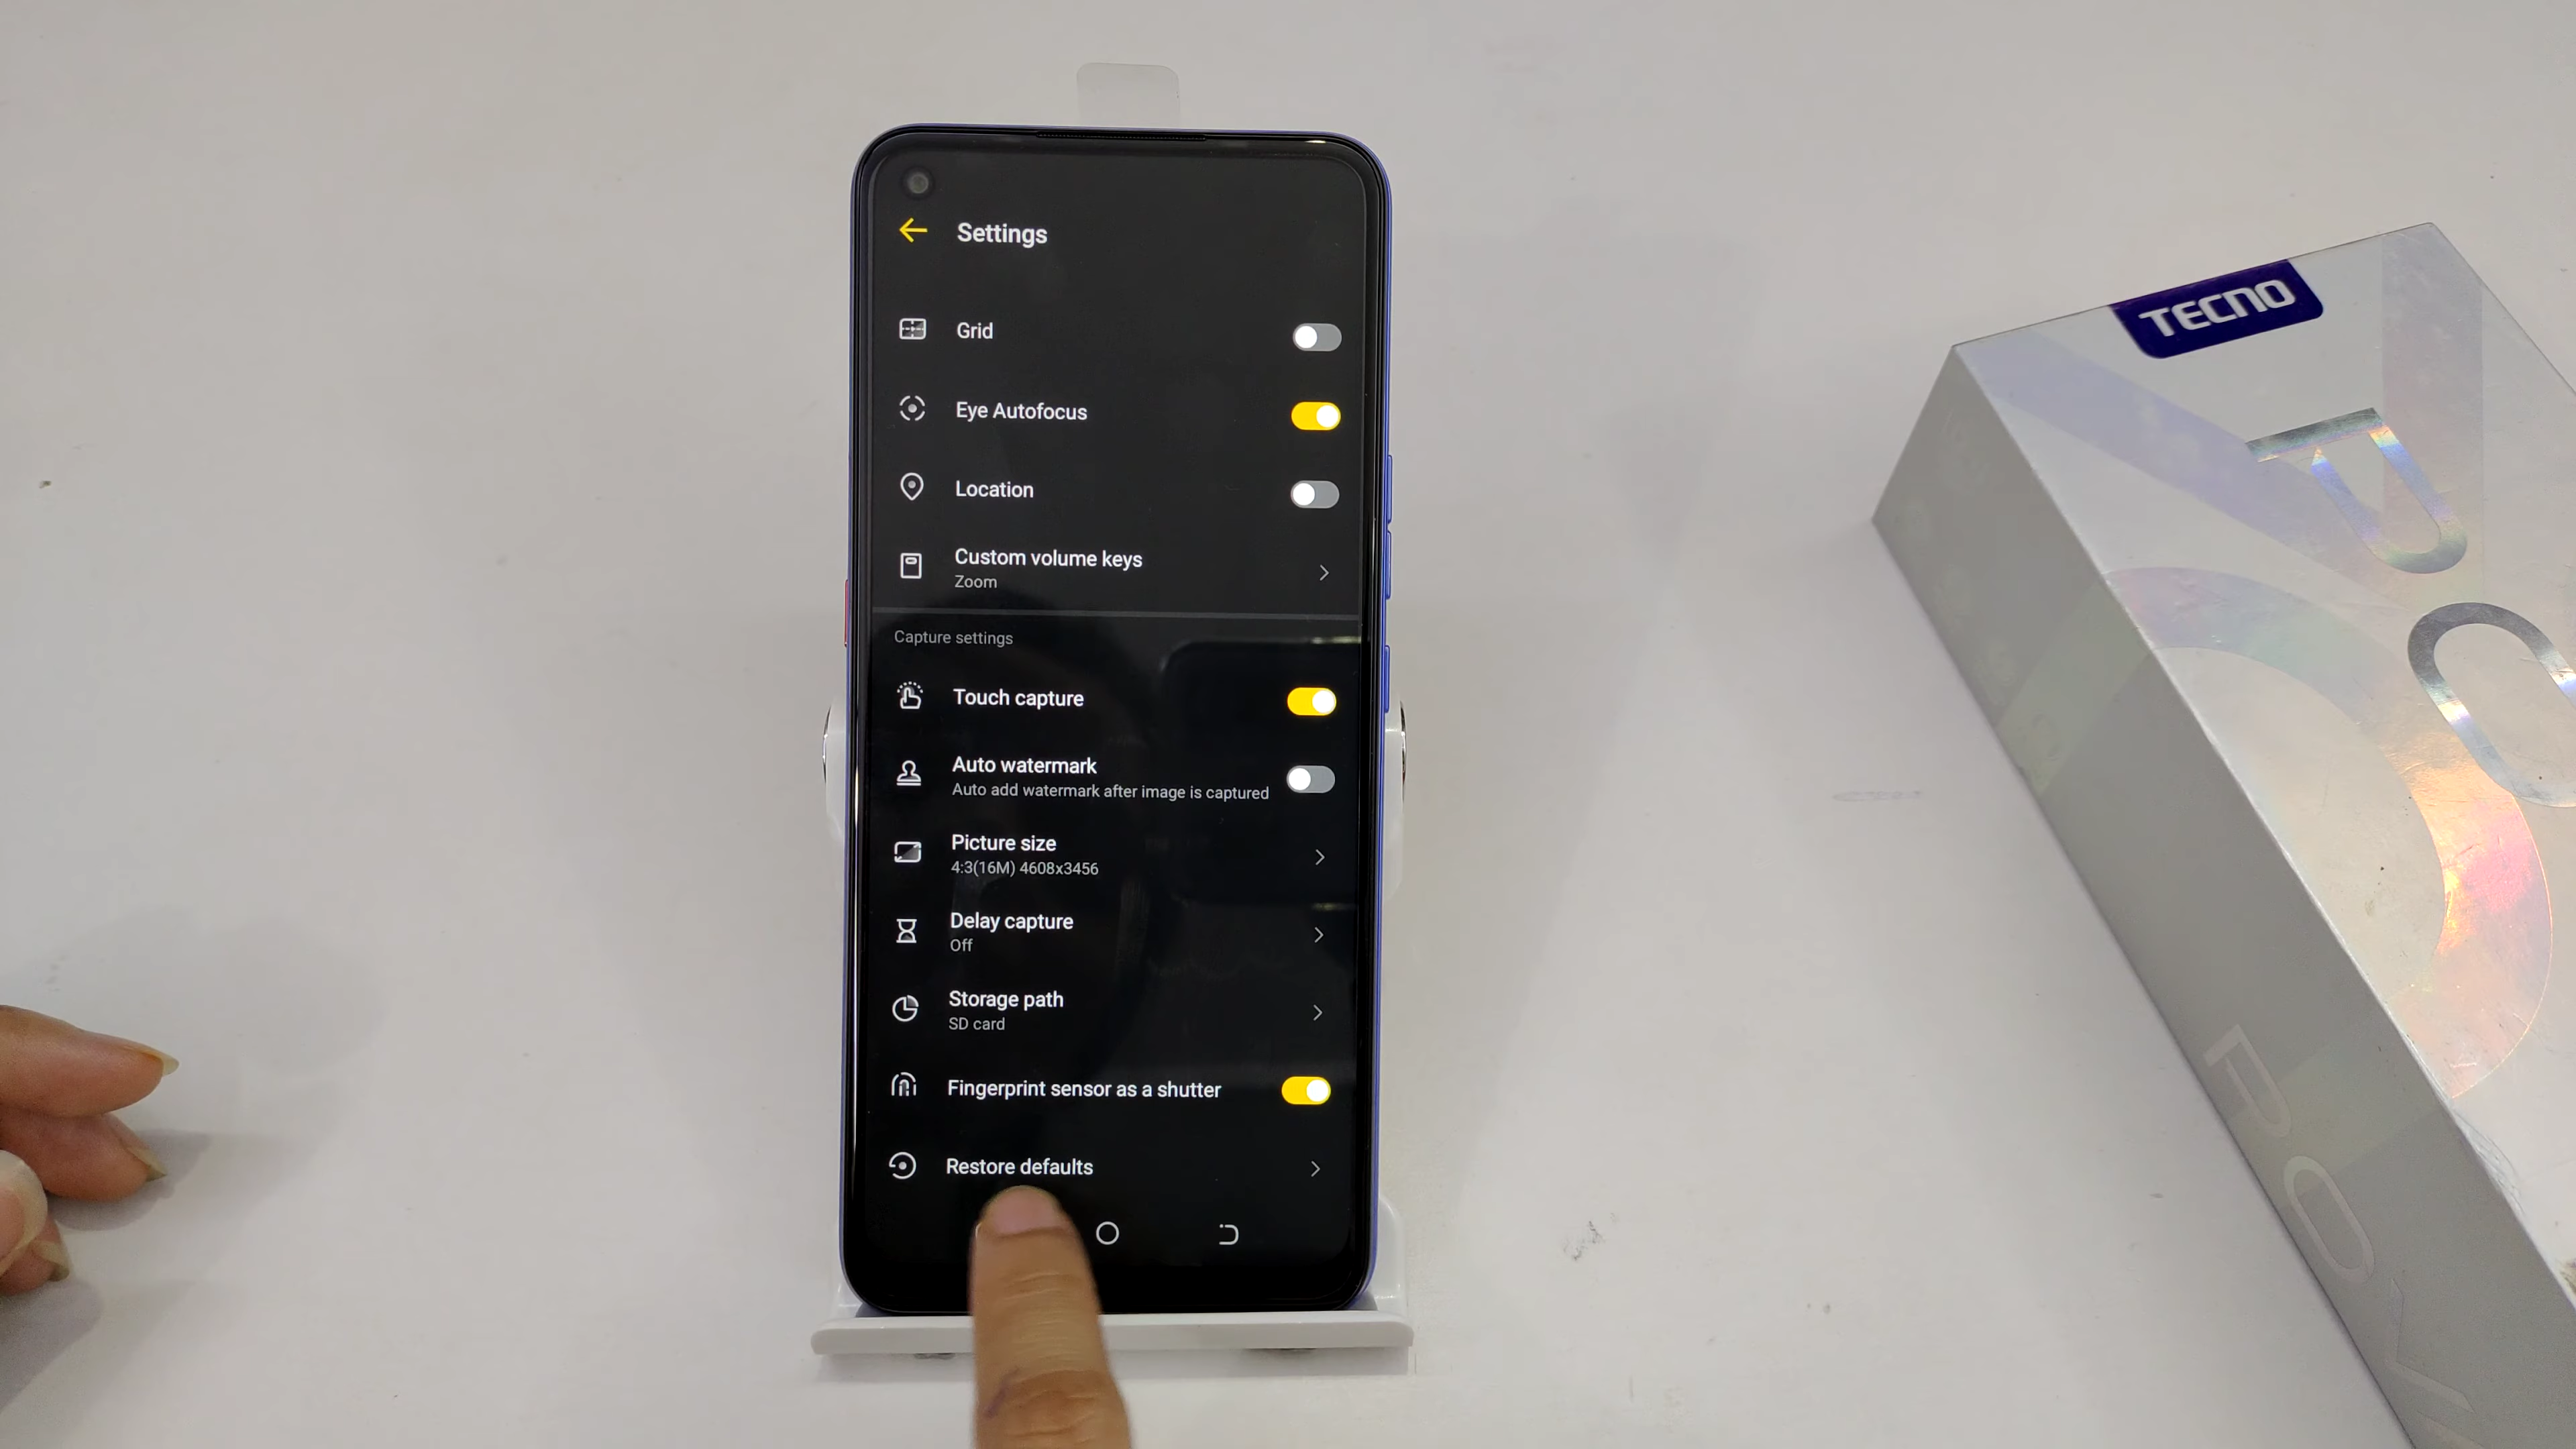 Settings
Grid
Eye Autofocus
Location
Custom volume keys
Zoom
Capture settings
Touch capture
Auto watermark
Auto add watermark after image is captured
Picture size
4:3(16M) 4608x3456
Delay capture
Off
Storage path
SD card
Fingerprint sensor as a shutter
Restore defaults
TECNO
PO
POV